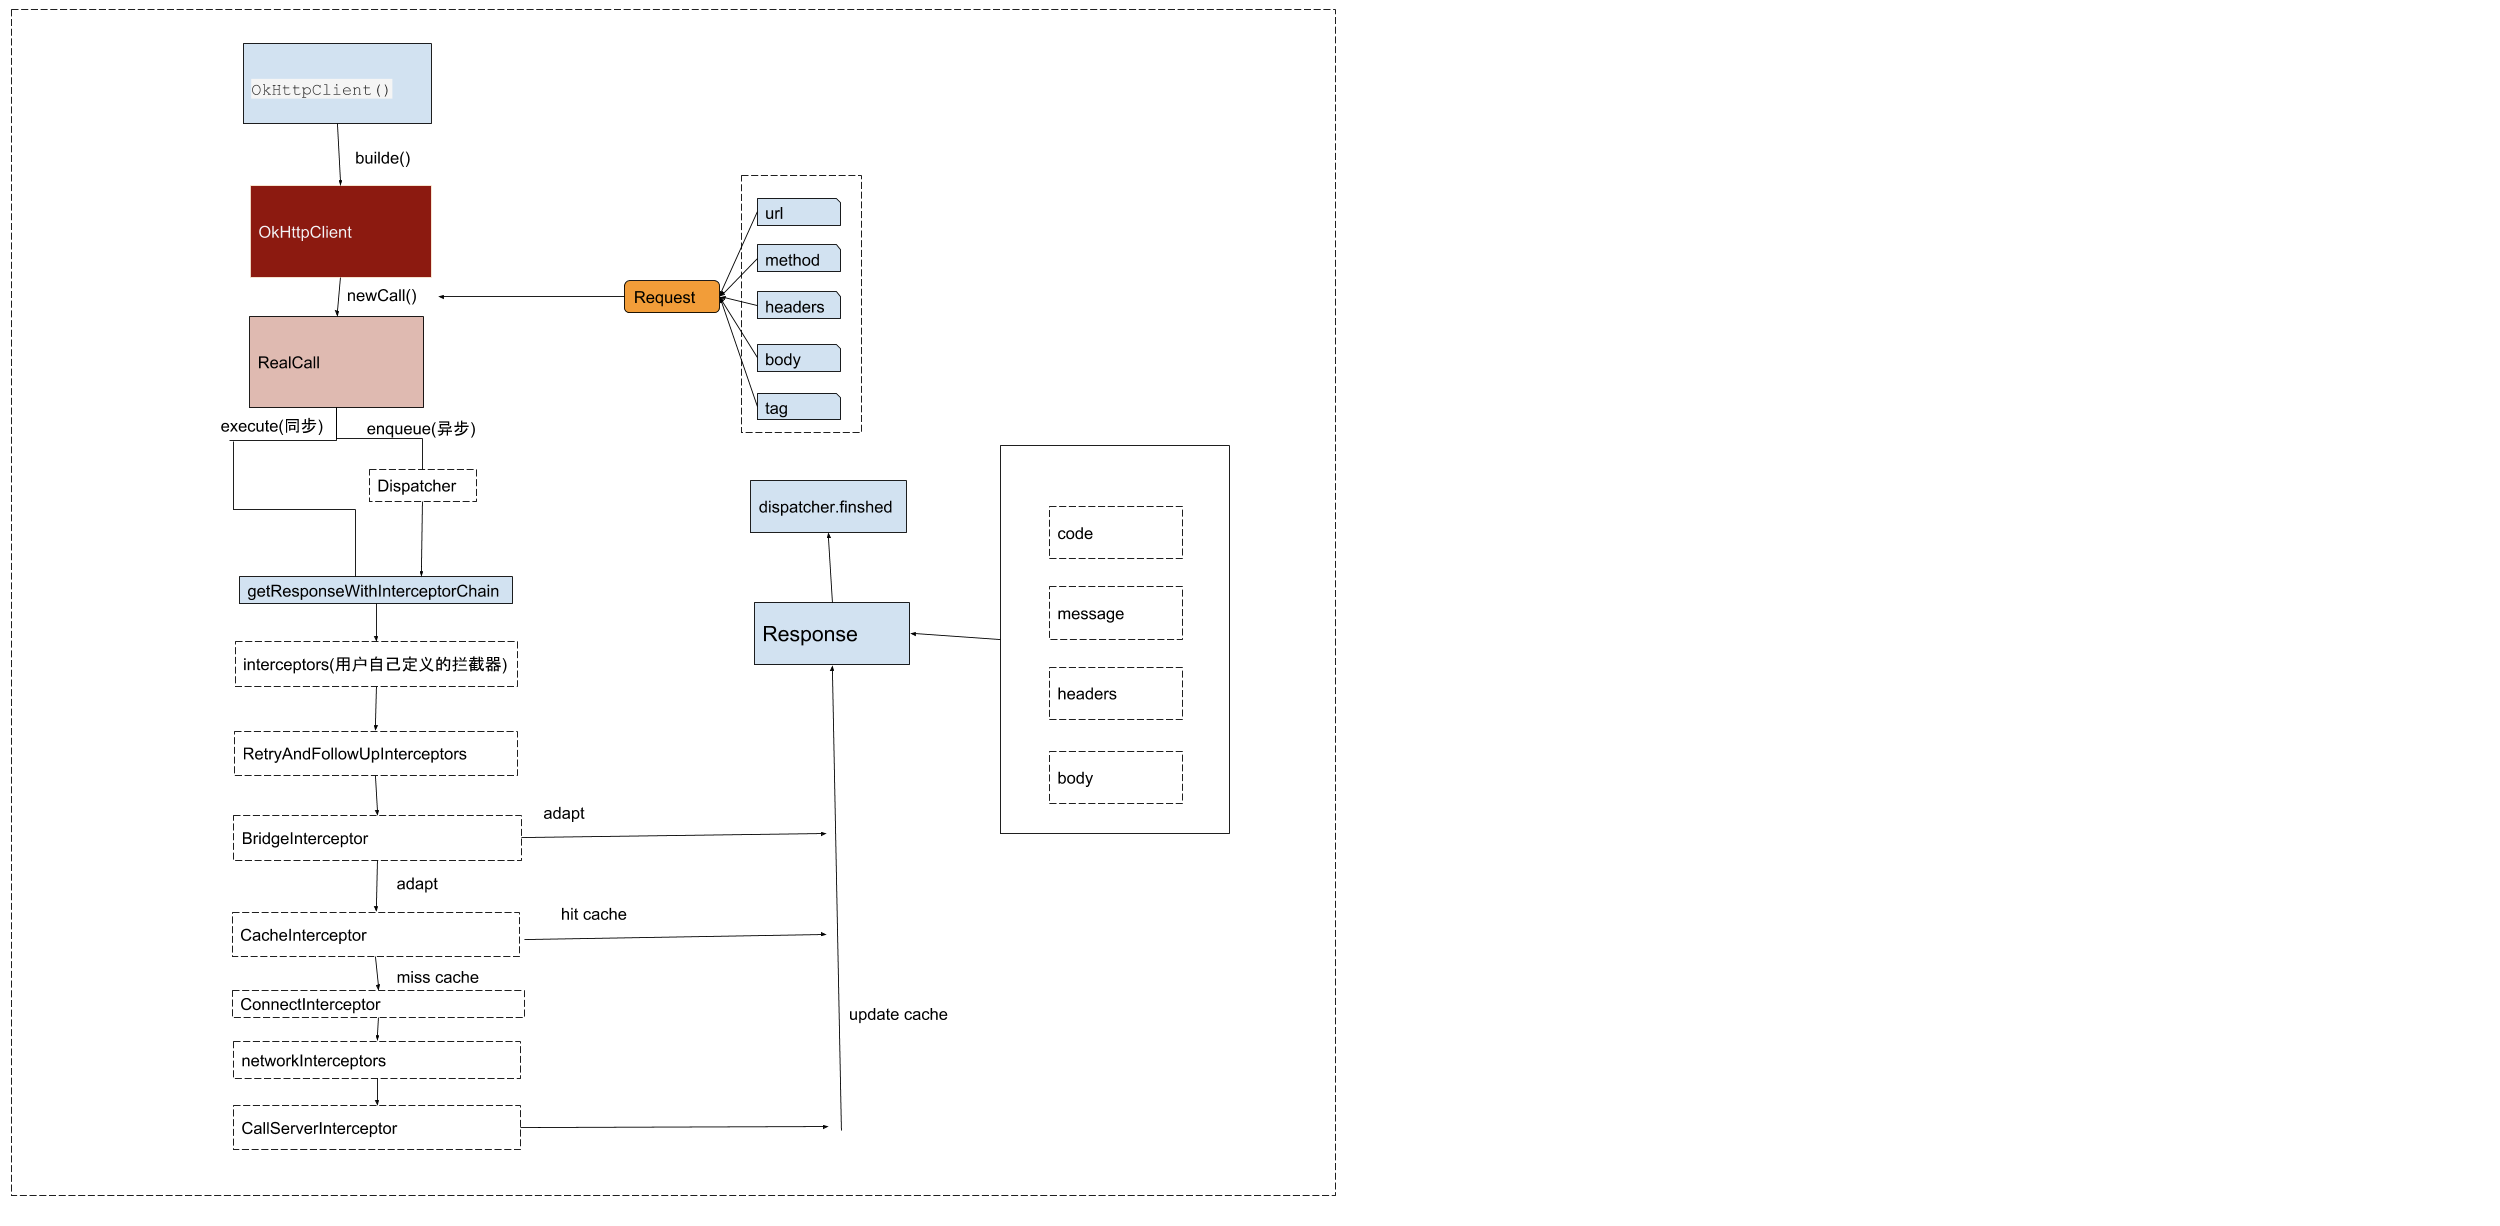 OkHttpClient()
builde()
OkHttpClient
newCall()
RealCall
execute(同步)
enqueue(异步)
Dispatcher
getResponseWithInterceptorChain
interceptors(用户自己定义的拦截器)
RetryAndFollowUpInterceptors
BridgeInterceptor
adapt
adapt
CacheInterceptor
hit cache
miss cache
ConnectInterceptor
networkInterceptors
CallServerInterceptor
Request
url
method
headers
body
tag
dispatcher.finshed
Response
update cache
code
message
headers
body